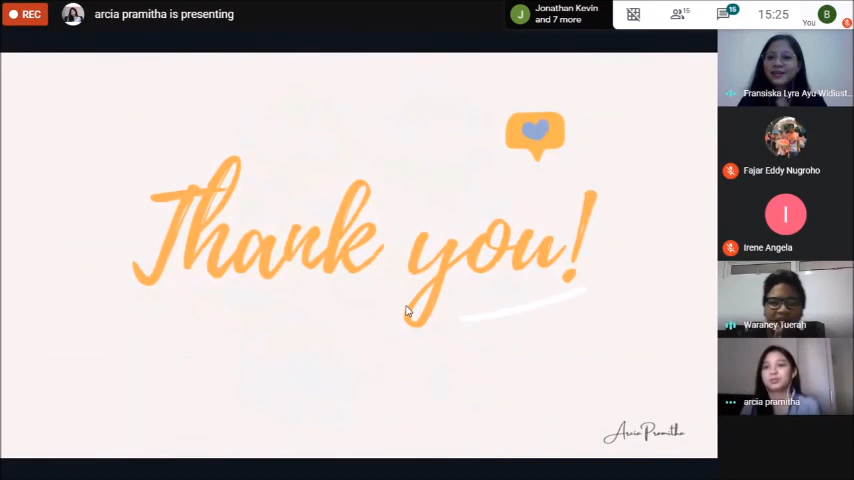 REC
arcia pramitha is presenting
J
Jonathan Kevin
and 7 more
15
15
15:25
You
B
Fransiska Lyra Ayu Widiast...
Fajar Eddy Nugroho
I
Irene Angela
Waraney Tuerah
arcia pramitha
Thank you!
Arcia Pramitha